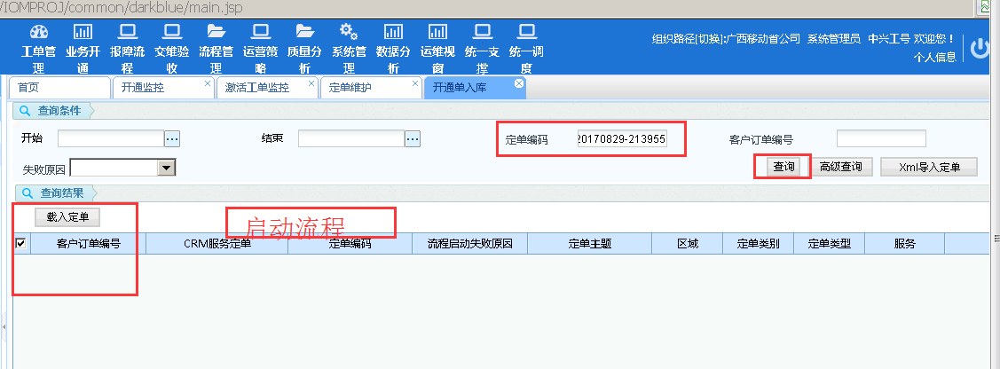 /IOMPROJ/common/darkblue/main.jsp
工单管理 业务开通 报障流程 交维验收 流程管理 运营策略 质量分析 系统管理 数据分析 运维视窗 统一支撑 统一调度
组织路径[切换]:广西移动省公司 系统管理员 中兴工号 欢迎您！
个人信息
首页 开通监控 激活工单监控 定单维护 开通单入库
查询条件
开始 结束 定单编码 20170829-213955 客户订单编号
失败原因 查询 高级查询 Xml导入定单
查询结果
载入定单 启动流程
客户订单编号 CRM服务定单 定单编码 流程启动失败原因 定单主题 区域 定单类别 定单类型 服务